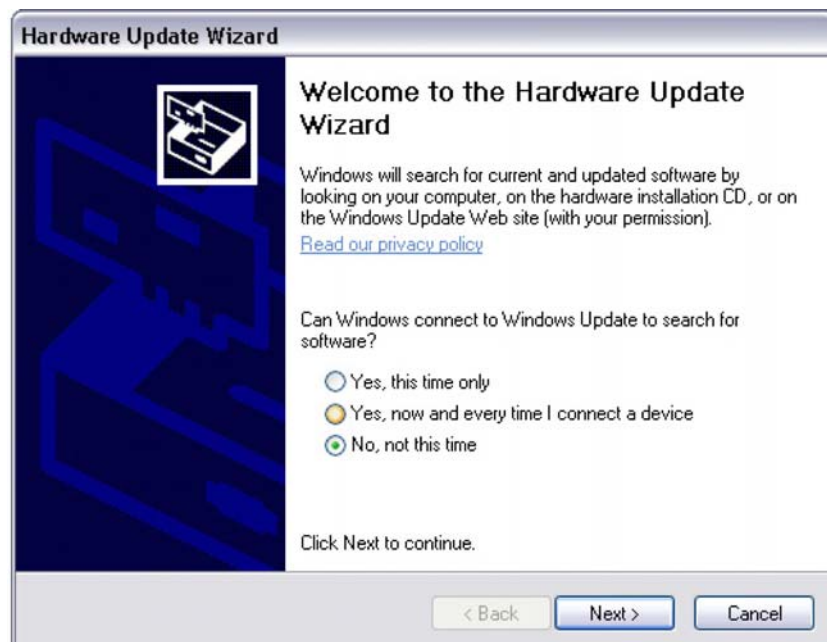 Hardware Update Wizard
Welcome to the Hardware Update
Wizard
Windows will search for current and updated software by
looking on your computer, on the hardware installation CD, or on
the Windows Update Web site (with your permission).
Read our privacy policy
Can Windows connect to Windows Update to search for
software?
Yes, this time only
Yes, now and every time I connect a device
No, not this time
Click Next to continue.
< Back
Next >
Cancel